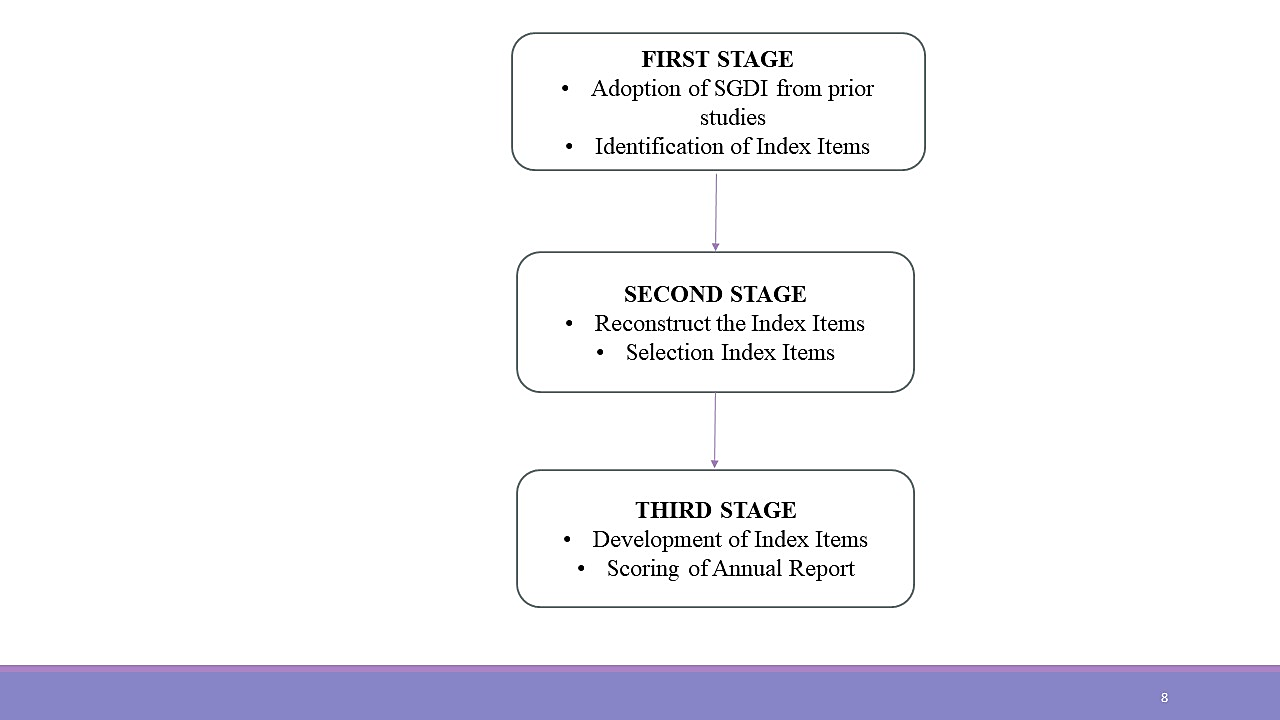 FIRST STAGE
• Adoption of SGDI from prior
studies
• Identification of Index Items
SECOND STAGE
• Reconstruct the Index Items
• Selection Index Items
THIRD STAGE
• Development of Index Items
• Scoring of Annual Report
8